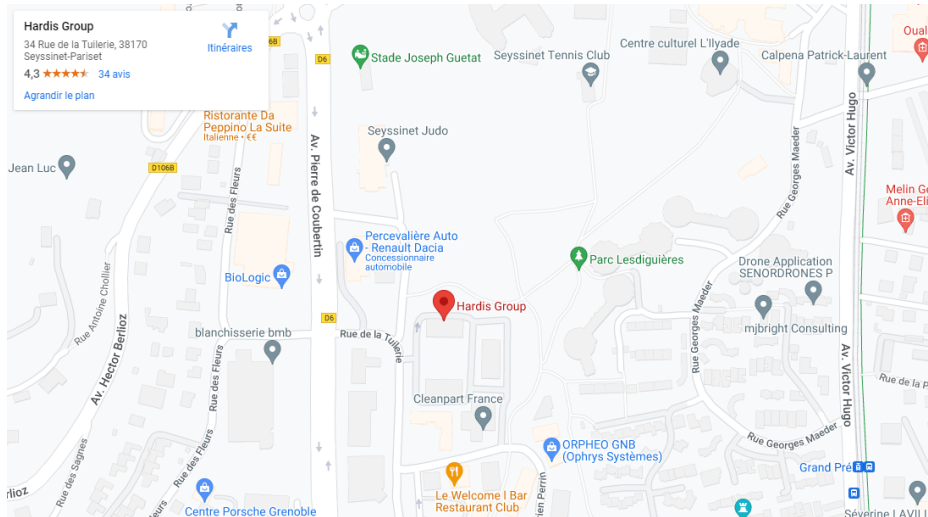 Hardis Group
34 Rue de la Tuilerie, 38170
Seyssinet-Pariset
4,3
34 avis
Agrandir le plan
Itinéraires
D106B
D6
Stade Joseph Guetat
Seyssinet Tennis Club
Centre culturel L'Ilyade
Calpena Patrick-Laurent
Ristorante Da
Peppino La Suite
Italienne • €€
Seyssinet Judo
Av. Pierre de Coubertin
Jean Luc
D106B
Rue des Fleurs
Rue Georges Maeder
Av. Victor Hugo
Anne-Eli
Percevalière Auto
- Renault Dacia
Concessionnaire
automobile
BioLogic
Parc Lesdiguières
Drone Application
SENORDRONES P
Rue Antoine Chollier
Hardis Group
D6
Rue de la Tuilerie
blanchisserie bmb
Av. Hector Berlioz
Rue des Fleurs
Rue Georges Maeder
mjbright Consulting
Av. Victor Hugo
Cleanpart France
Rue de la P
Rue des Sagnes
Rue des Fleurs
ORPHEO GNB
(Ophrys Systèmes)
Rue Georges Maeder
Grand Pré
Le Welcome I Bar
Restaurant Club
rien Perrin
rlioz
Centre Porsche Grenoble
Séverine LAVILL